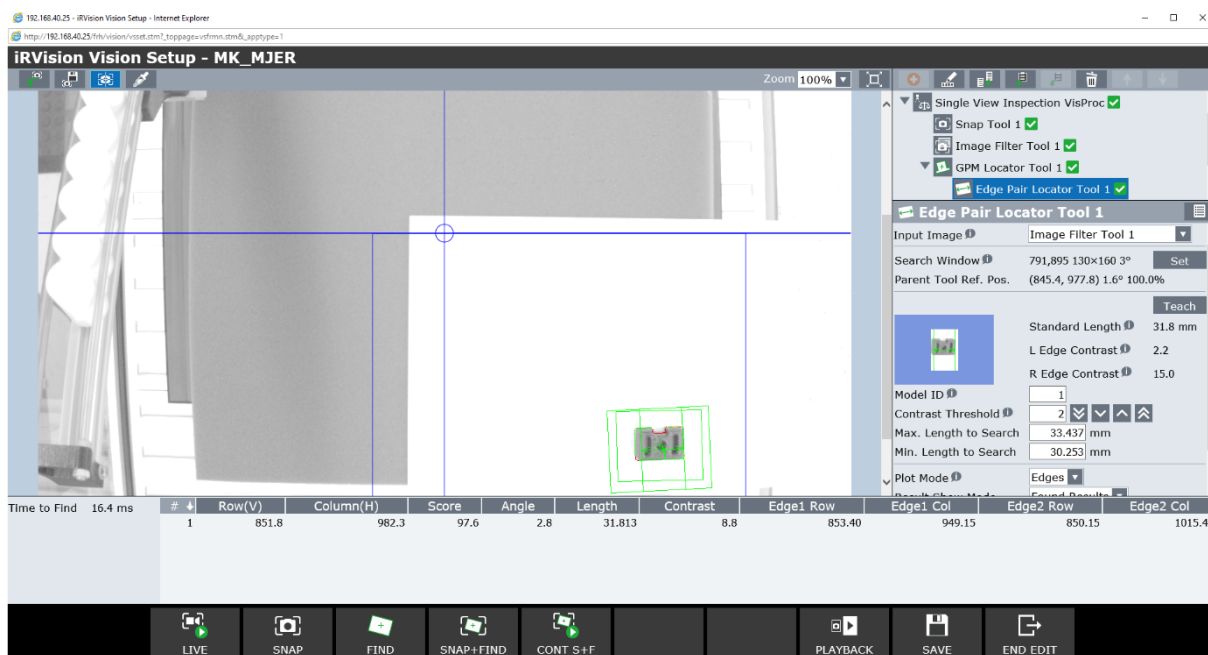 192.168.40.25 - iRVision Vision Setup - Internet Explorer
http://192.168.40.25/frh/vision/vsset.stm?_toppage=vsfrmn.stm&_apptype=1
iRVision Vision Setup - MK_MJER
Zoom 100%
Single View Inspection VisProc
Snap Tool 1
Image Filter Tool 1
GPM Locator Tool 1
Edge Pair Locator Tool 1
Edge Pair Locator Tool 1
Input Image Image Filter Tool 1
Search Window 791,895 130×160 3° Set
Parent Tool Ref. Pos. (845.4, 977.8) 1.6° 100.0%
Teach
Standard Length 31.8 mm
L Edge Contrast 2.2
R Edge Contrast 15.0
Model ID 1
Contrast Threshold 2
Max. Length to Search 33.437 mm
Min. Length to Search 30.253 mm
Plot Mode Edges
Result Show Mode Found Results
Time to Find 16.4 ms
# Row(V) Column(H) Score Angle Length Contrast Edge1 Row Edge1 Col Edge2 Row Edge2 Col
1 851.8 982.3 97.6 2.8 31.813 8.8 853.40 949.15 850.15 1015.4
LIVE SNAP FIND SNAP+FIND CONT S+F PLAYBACK SAVE END EDIT